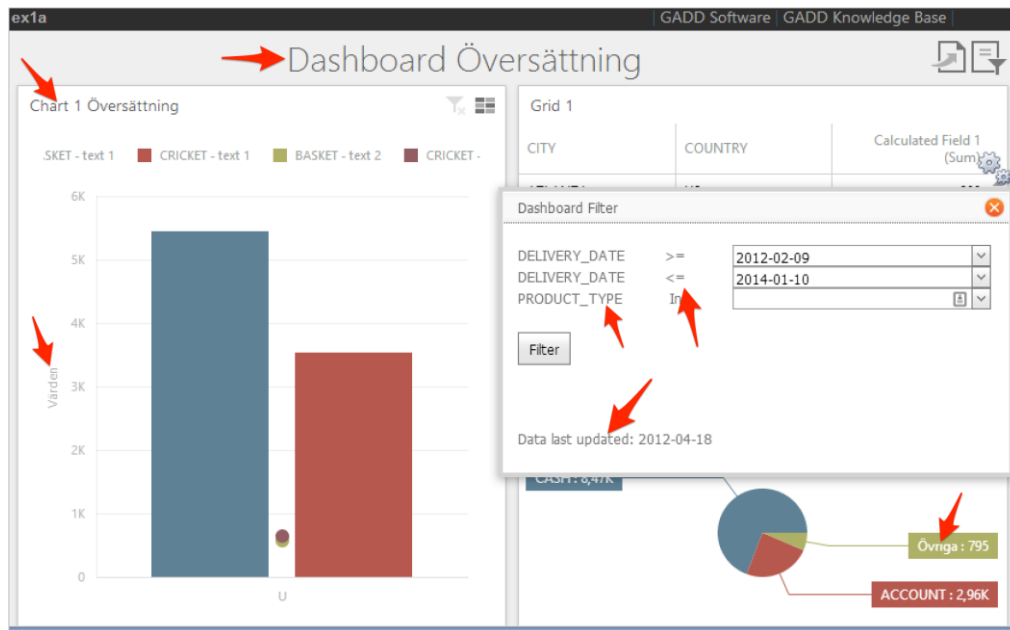 ex1a
GADD Software GADD Knowledge Base
Dashboard Översättning
Chart 1 Översättning
.SKET - text 1 CRICKET - text 1 BASKET - text 2 CRICKET -
6K
5K
4K
3K
2K
1K
0
Värden
U
Grid 1
CITY COUNTRY Calculated Field 1
(Sum)
Dashboard Filter
DELIVERY_DATE >= 2012-02-09
DELIVERY_DATE <= 2014-01-10
PRODUCT_TYPE In
Filter
Data last updated: 2012-04-18
CASH : 8,47K
Övriga : 795
ACCOUNT : 2,96K